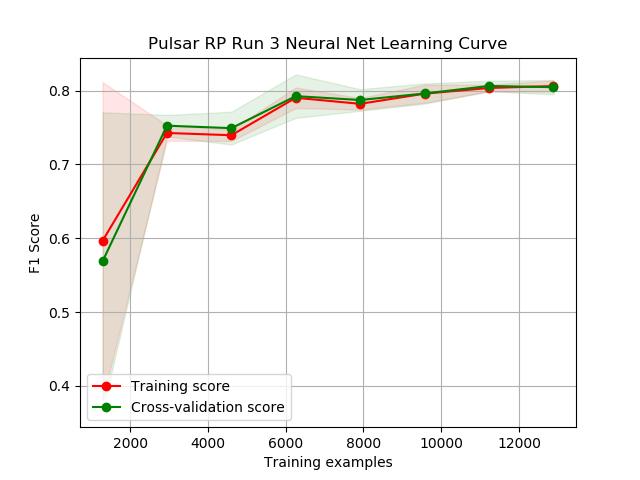 Pulsar RP Run 3 Neural Net Learning Curve
0.8
0.7
0.6
0.5
0.4
F1 Score
Training score
Cross-validation score
2000 4000 6000 8000 10000 12000
Training examples